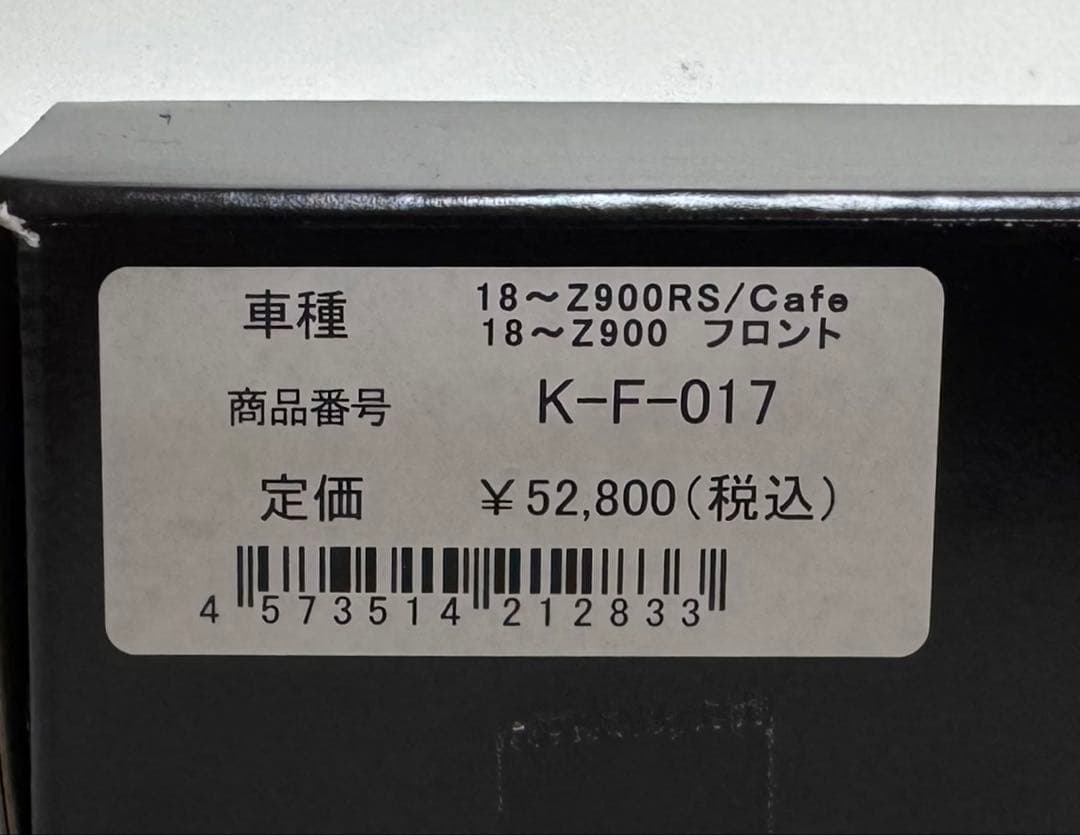 車種 18～Z900RS/Cafe
18～Z900 フロント
商品番号 K-F-017
定価 ￥52,800(税込)
4 573514 212833